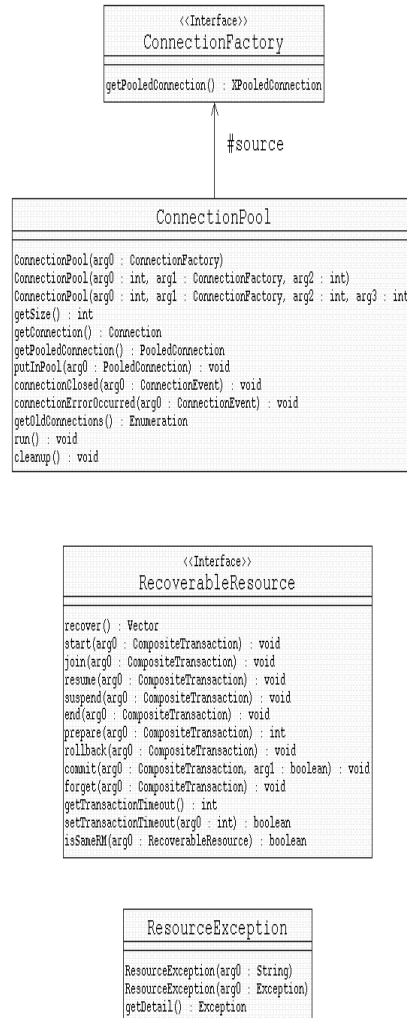 <<Interface>>
ConnectionFactory
getPooledConnection() : XPooledConnection
#source
ConnectionPool
ConnectionPool(arg0 : ConnectionFactory)
ConnectionPool(arg0 : int, arg1 : ConnectionFactory, arg2 : int)
ConnectionPool(arg0 : int, arg1 : ConnectionFactory, arg2 : int, arg3 : int
getSize() : int
getConnection() : Connection
getPooledConnection() : PooledConnection
putInPool(arg0 : PooledConnection) : void
connectionClosed(arg0 : ConnectionEvent) : void
connectionErrorOccurred(arg0 : ConnectionEvent) : void
getOldConnections() : Enumeration
run() : void
cleanup() : void
<<Interface>>
RecoverableResource
recover() : Vector
start(arg0 : CompositeTransaction) : void
join(arg0 : CompositeTransaction) : void
resume(arg0 : CompositeTransaction) : void
suspend(arg0 : CompositeTransaction) : void
end(arg0 : CompositeTransaction) : void
prepare(arg0 : CompositeTransaction) : int
rollback(arg0 : CompositeTransaction) : void
commit(arg0 : CompositeTransaction, arg1 : boolean) : void
forget(arg0 : CompositeTransaction) : void
getTransactionTimeout() : int
setTransactionTimeout(arg0 : int) : boolean
isSameRM(arg0 : RecoverableResource) : boolean
ResourceException
ResourceException(arg0 : String)
ResourceException(arg0 : Exception)
getDetail() : Exception